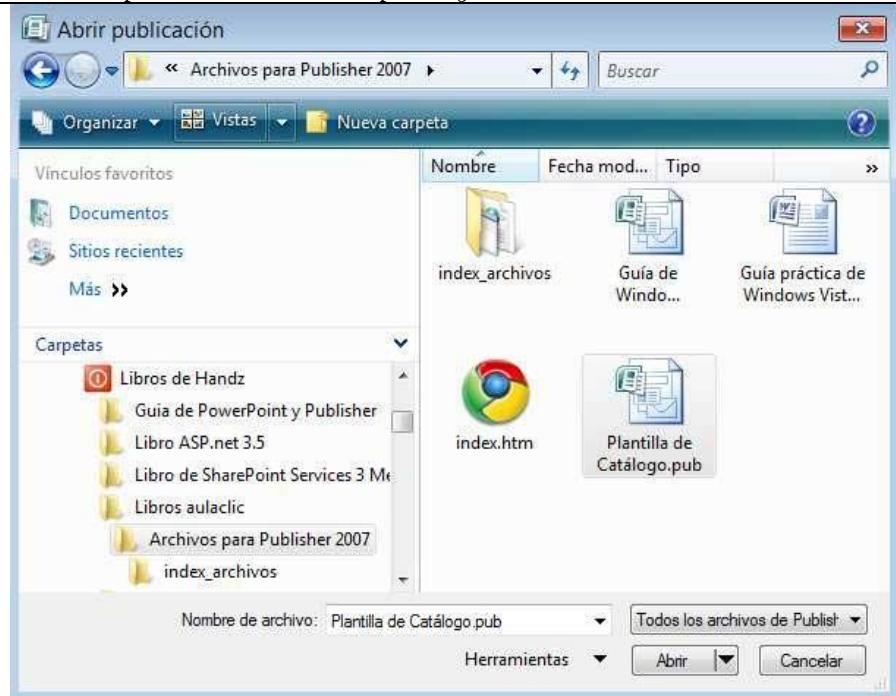 Abrir publicación
« Archivos para Publisher 2007
Buscar
Organizar
Vistas
Nueva carpeta
Vínculos favoritos
Documentos
Sitios recientes
Más
Carpetas
Libros de Handz
Guia de PowerPoint y Publisher
Libro ASP.net 3.5
Libro de SharePoint Services 3 Me
Libros aulaclic
Archivos para Publisher 2007
index_archivos
Nombre
Fecha mod...
Tipo
»
index_archivos
Guía de
Windo...
Guía práctica de
Windows Vist...
index.htm
Plantilla de
Catálogo.pub
Nombre de archivo: Plantilla de Catálogo.pub
Todos los archivos de Publish
Herramientas
Abrir
Cancelar